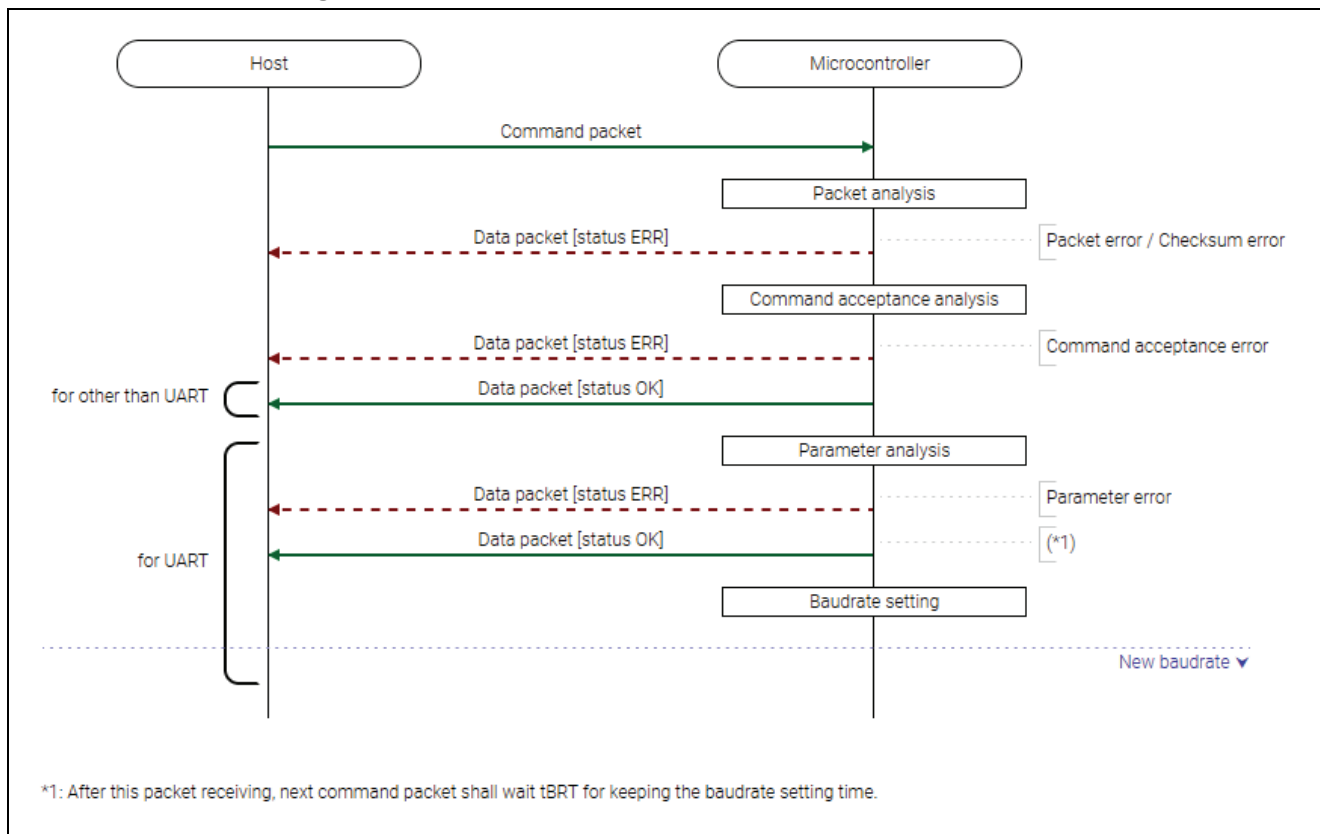 Host
Microcontroller
Command packet
Packet analysis
Data packet [status ERR]
Packet error / Checksum error
Command acceptance analysis
Data packet [status ERR]
Command acceptance error
for other than UART
Data packet [status OK]
Parameter analysis
Data packet [status ERR]
Parameter error
for UART
Data packet [status OK]
(*1)
Baudrate setting
New baudrate
*1: After this packet receiving, next command packet shall wait tBRT for keeping the baudrate setting time.